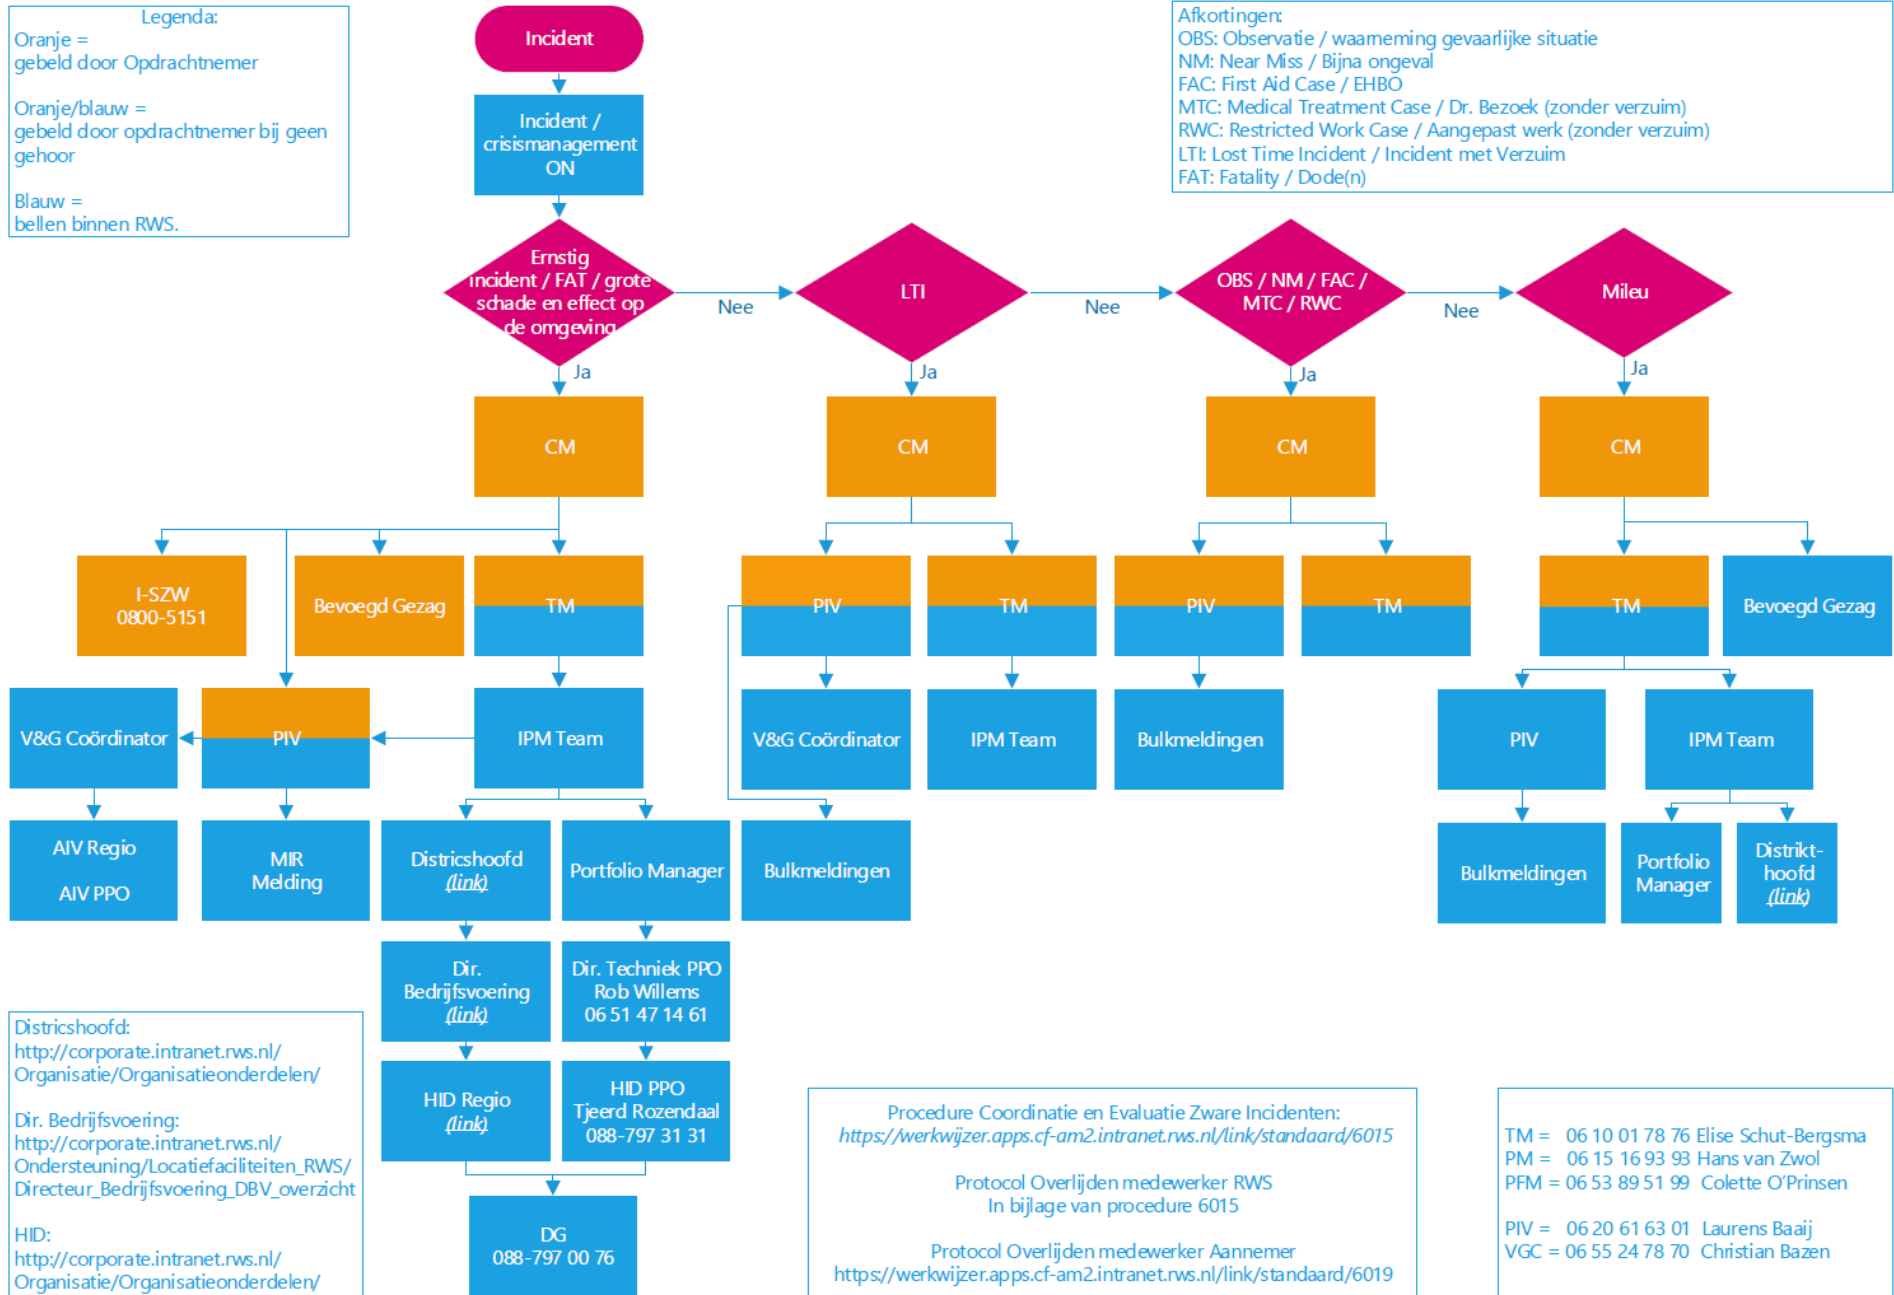 Legenda:
Oranje =
gebeld door Opdrachtnemer
Oranje/blauw =
gebeld door opdrachtnemer bij geen
gehoor
Blauw =
bellen binnen RWS.
Incident
Incident /
crisismanagement
ON
Afkortingen:
OBS: Observatie / waarneming gevaarlijke situatie
NM: Near Miss / Bijna ongeval
FAC: First Aid Case / EHBO
MTC: Medical Treatment Case / Dr. Bezoek (zonder verzuim)
RWC: Restricted Work Case / Aangepast werk (zonder verzuim)
LTI: Lost Time Incident / Incident met Verzuim
FAT: Fatality / Dode(n)
Ernstig
incident / FAT / grote
schade en effect op
de omgeving
Nee
LTI
Nee
OBS / NM / FAC /
MTC / RWC
Nee
Mileu
Ja
Ja
Ja
Ja
CM
CM
CM
CM
I-SZW
0800-5151
Bevoegd Gezag
TM
PIV
TM
PIV
TM
TM
Bevoegd Gezag
V&G Coördinator
PIV
IPM Team
V&G Coördinator
IPM Team
Bulkmeldingen
PIV
IPM Team
AIV Regio
AIV PPO
MIR
Melding
Districshoofd
(link)
Portfolio Manager
Bulkmeldingen
Bulkmeldingen
Portfolio
Manager
Distrikt-
hoofd
(link)
Dir.
Bedrijfsvoering
(link)
Dir. Techniek PPO
Rob Willems
06 51 47 14 61
HID Regio
(link)
HID PPO
Tjeerd Rozendaal
088-797 31 31
DG
088-797 00 76
Districshoofd:
http://corporate.intranet.rws.nl/
Organisatie/Organisatieonderdelen/
Dir. Bedrijfsvoering:
http://corporate.intranet.rws.nl/
Ondersteuning/Locatiefaciliteiten_RWS/
Directeur_Bedrijfsvoering_DBV_overzicht
HID:
http://corporate.intranet.rws.nl/
Organisatie/Organisatieonderdelen/
Procedure Coordinatie en Evaluatie Zware Incidenten:
https://werkwijzer.apps.cf-am2.intranet.rws.nl/link/standaard/6015
Protocol Overlijden medewerker RWS
In bijlage van procedure 6015
Protocol Overlijden medewerker Aannemer
https://werkwijzer.apps.cf-am2.intranet.rws.nl/link/standaard/6019
TM = 06 10 01 78 76 Elise Schut-Bergsma
PM = 06 15 16 93 93 Hans van Zwol
PFM = 06 53 89 51 99 Colette O'Prinsen
PIV = 06 20 61 63 01 Laurens Baaij
VGC = 06 55 24 78 70 Christian Bazen